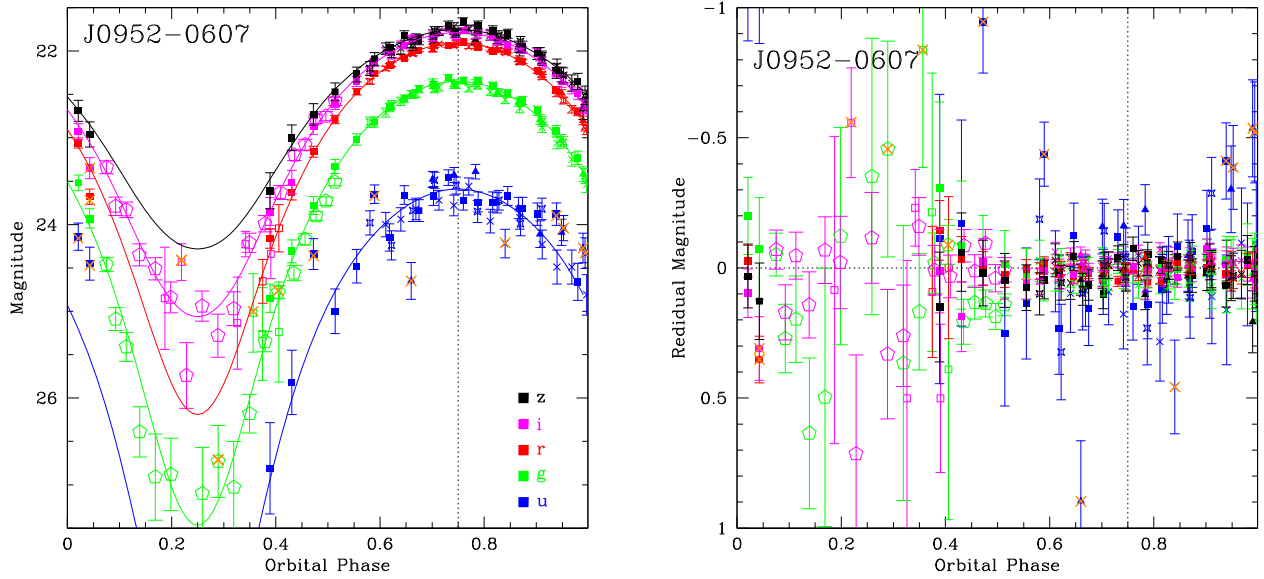 J0952−0607
22
24
26
Magnitude
z
i
r
g
u
0 0.2 0.4 0.6 0.8
Orbital Phase
J0952−0607
−1
−0.5
0
0.5
1
Redidual Magnitude
0 0.2 0.4 0.6 0.8
Orbital Phase